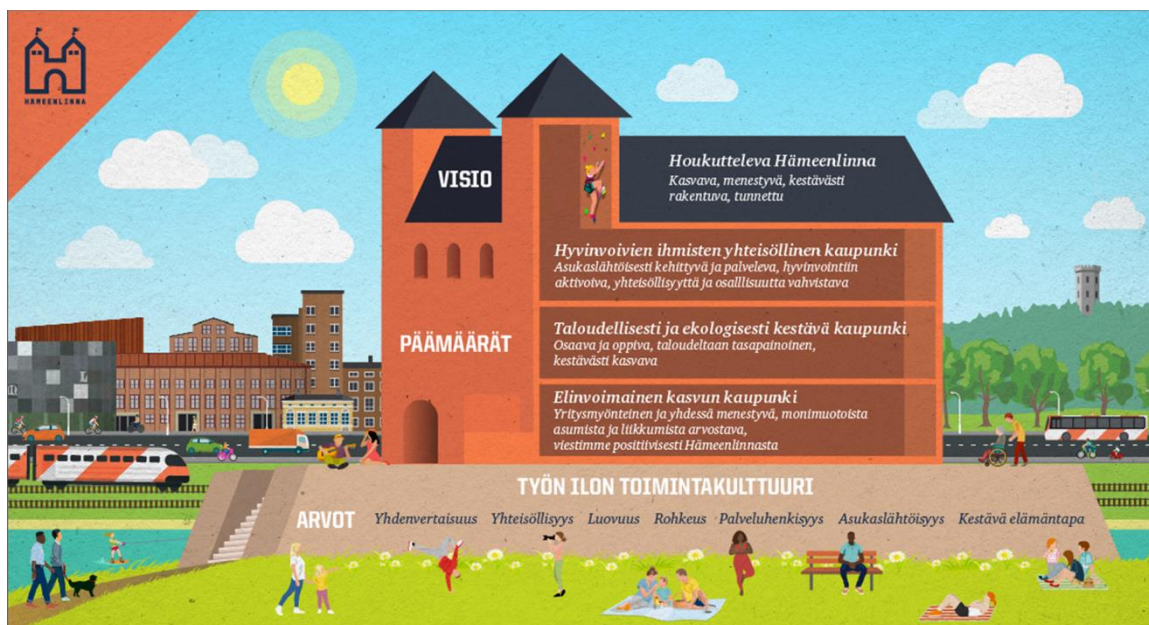 HÄMEENLINNA
VISIO
Houkutteleva Hämeenlinna
Kasvava, menestyvä, kestävästi
rakentuva, tunnettu
PÄÄMÄÄRÄT
Hyvinvoivien ihmisten yhteisöllinen kaupunki
Asukaslähtöisesti kehittyvä ja palveleva, hyvinvointiin
aktivoiva, yhteisöllisyyttä ja osalllisuutta vahvistava
Taloudellisesti ja ekologisesti kestävä kaupunki
Osaava ja oppiva, taloudeltaan tasapainoinen,
kestävästi kasvava
Elinvoimainen kasvun kaupunki
Yritysmyönteinen ja yhdessä menestyvä, monimuotoista
asumista ja liikkumista arvostava,
viestimme positiivisesti Hämeenlinnasta
TYÖN ILON TOIMINTAKULTTUURI
ARVOT Yhdenvertaisuus Yhteisöllisyys Luovuus Rohkeus Palveluhenkisyys Asukaslähtöisyys Kestävä elämäntapa